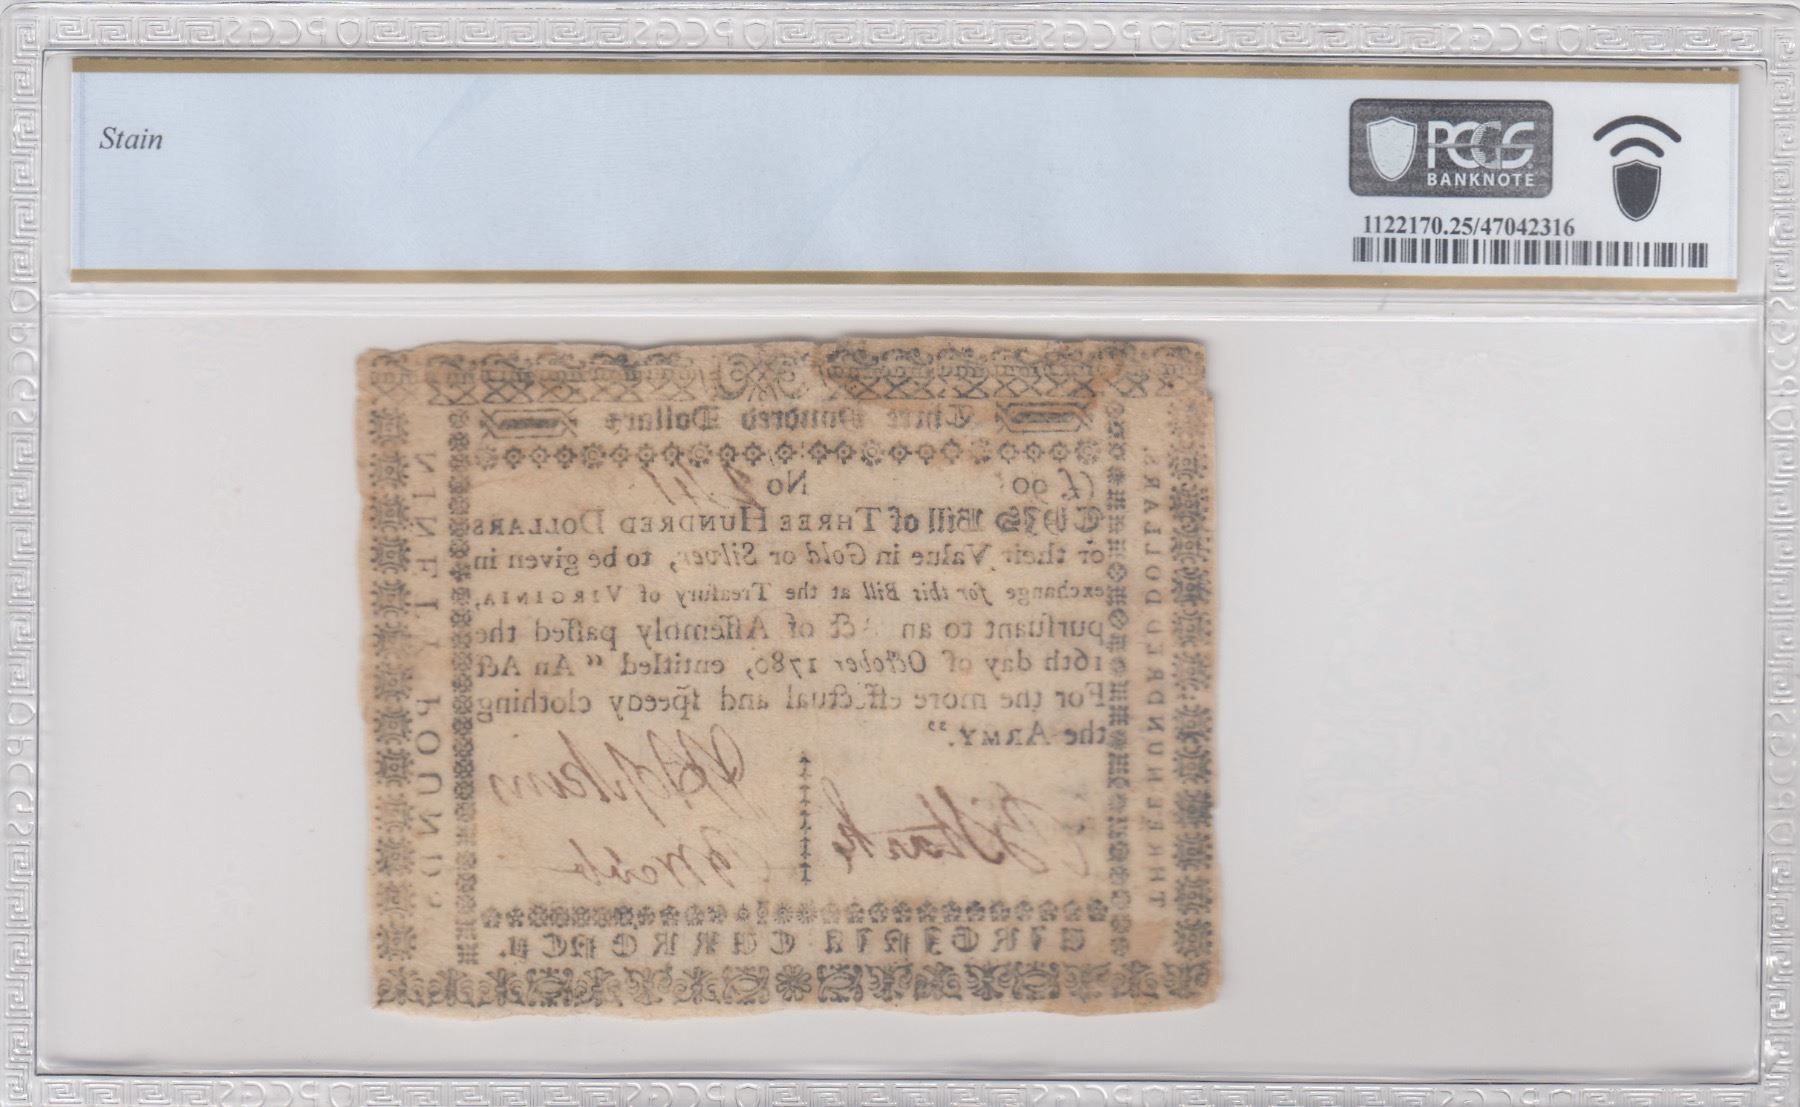 Stain
PCGS
BANKNOTE
1122170.25/47042316
Three Hundred Dollars
(£90) No 241
THIS Bill of THREE HUNDRED DOLLARS
or their Value in Gold or Silver, to be given in
exchange for this Bill at the Treaſury of VIRGINIA,
purſuant to an Act of Aſſembly paſſed the
16th day of October 1780, entitled “An Act
For the more effectual and ſpeedy clothing
the ARMY.”
VIRGINIA CURRENCY.
NINETY POUNDS
THREE HUNDRED DOLLARS.